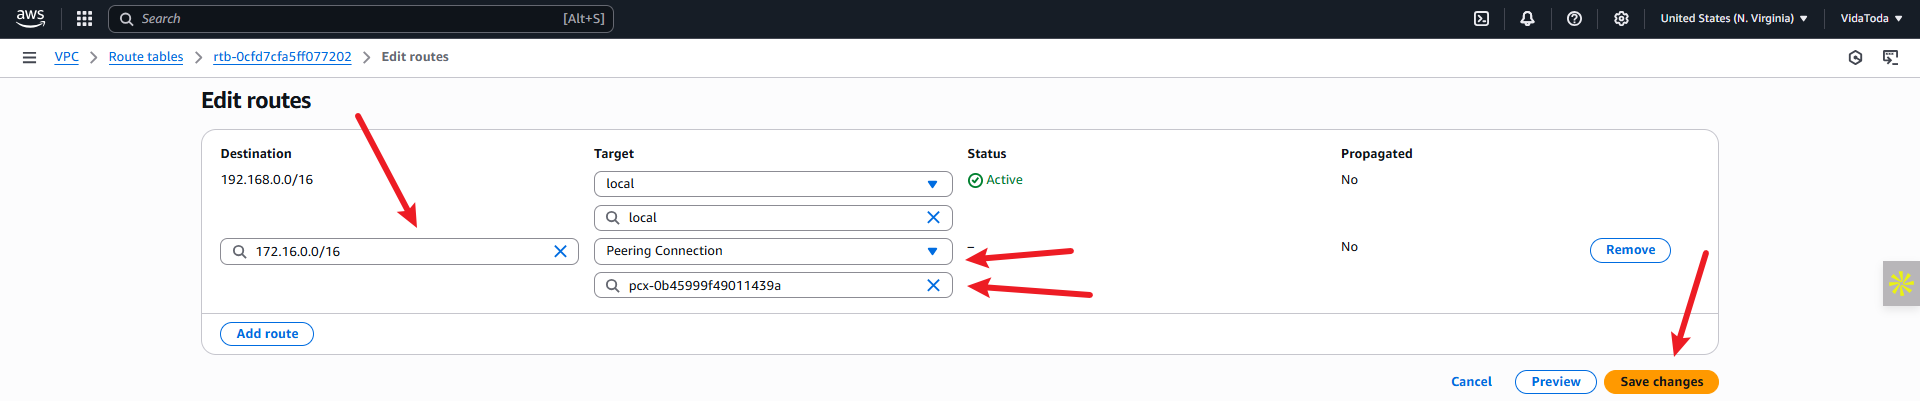 aws
Search
[Alt+S]
United States (N. Virginia)
VidaToda
VPC
Route tables
rtb-0cfd7cfa5ff077202
Edit routes
Edit routes
Destination
Target
Status
Propagated
192.168.0.0/16
local
Active
No
local
172.16.0.0/16
Peering Connection
–
No
Remove
pcx-0b45999f49011439a
Add route
Cancel
Preview
Save changes